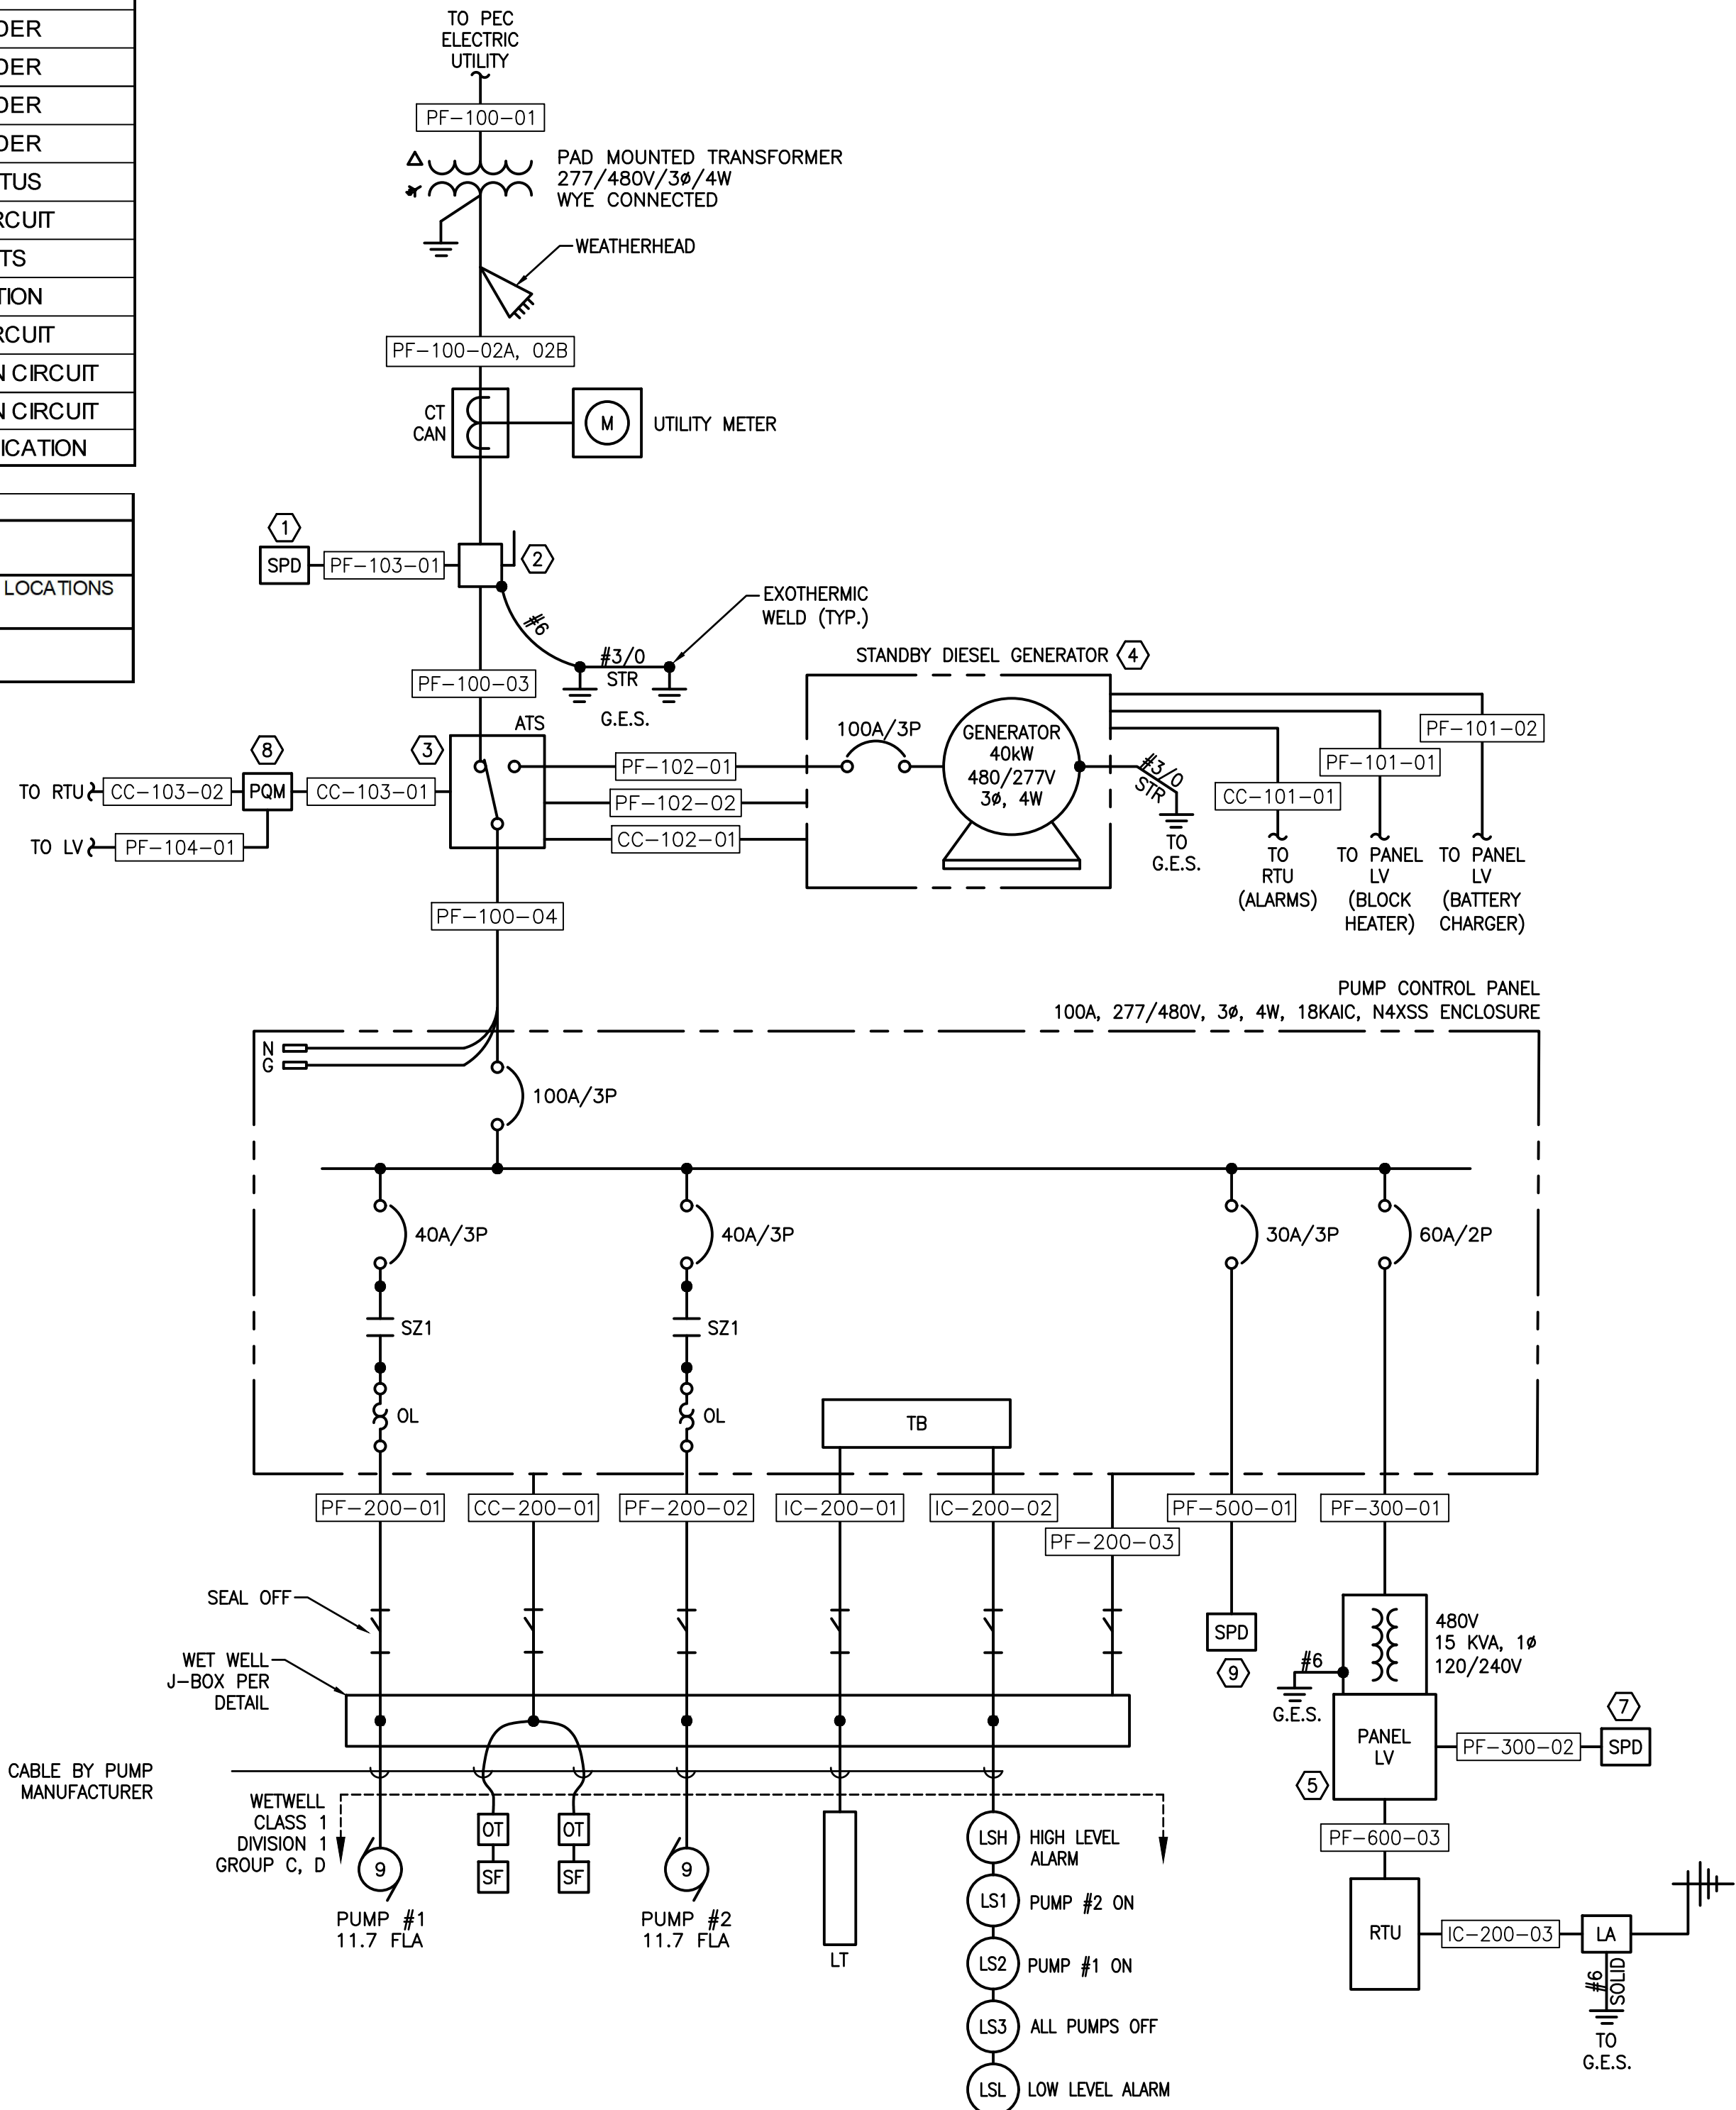 DER
DER
DER
DER
TUS
RCUIT
TS
TION
RCUIT
N CIRCUIT
N CIRCUIT
ICATION
LOCATIONS
TO PEC
ELECTRIC
UTILITY
PF-100-01
PAD MOUNTED TRANSFORMER
277/480V/3ø/4W
WYE CONNECTED
WEATHERHEAD
PF-100-02A, 02B
CT
CAN
M
UTILITY METER
1
SPD
PF-103-01
2
#6
EXOTHERMIC
WELD (TYP.)
#3/0
STR
G.E.S.
PF-100-03
ATS
3
8
TO RTU
CC-103-02
PQM
CC-103-01
TO LV
PF-104-01
STANDBY DIESEL GENERATOR
4
100A/3P
GENERATOR
40kW
480/277V
3ø, 4W
PF-102-01
PF-102-02
CC-102-01
#3/0
STR
TO
G.E.S.
PF-101-02
PF-101-01
CC-101-01
TO
RTU
(ALARMS)
TO PANEL
LV
(BLOCK
HEATER)
TO PANEL
LV
(BATTERY
CHARGER)
PF-100-04
PUMP CONTROL PANEL
100A, 277/480V, 3ø, 4W, 18KAIC, N4XSS ENCLOSURE
N
G
100A/3P
40A/3P
40A/3P
30A/3P
60A/2P
SZ1
SZ1
OL
OL
TB
PF-200-01
CC-200-01
PF-200-02
IC-200-01
IC-200-02
PF-200-03
PF-500-01
PF-300-01
SEAL OFF
WET WELL
J-BOX PER
DETAIL
SPD
9
480V
15 KVA, 1ø
120/240V
#6
G.E.S.
PANEL
LV
5
PF-300-02
7
SPD
CABLE BY PUMP
MANUFACTURER
WETWELL
CLASS 1
DIVISION 1
GROUP C, D
9
PUMP #1
11.7 FLA
OT
SF
OT
SF
9
PUMP #2
11.7 FLA
LT
LSH
HIGH LEVEL
ALARM
LS1
PUMP #2 ON
LS2
PUMP #1 ON
LS3
ALL PUMPS OFF
LSL
LOW LEVEL ALARM
PF-600-03
RTU
IC-200-03
LA
#6
SOLID
TO
G.E.S.